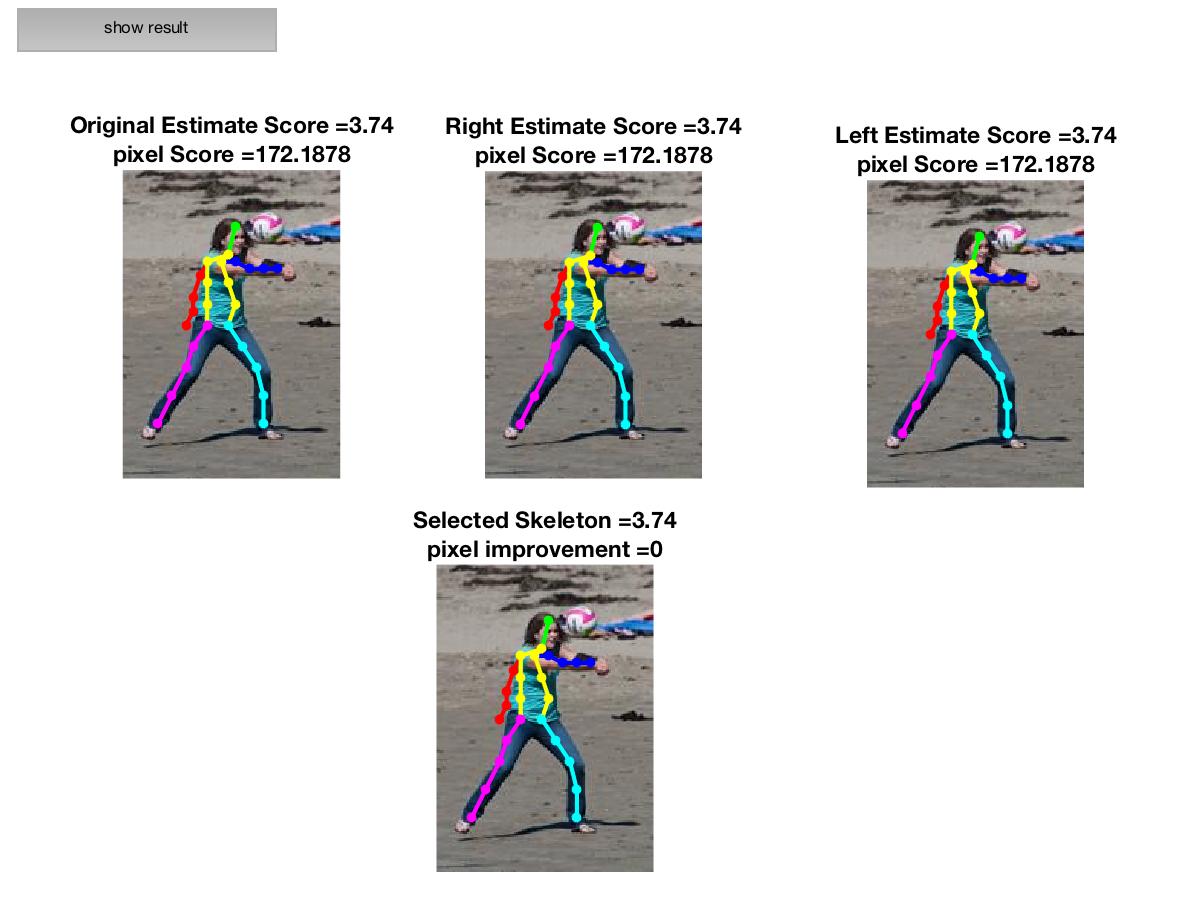 show result
Original Estimate Score =3.74
pixel Score =172.1878
Right Estimate Score =3.74
pixel Score =172.1878
Left Estimate Score =3.74
pixel Score =172.1878
Selected Skeleton =3.74
pixel improvement =0